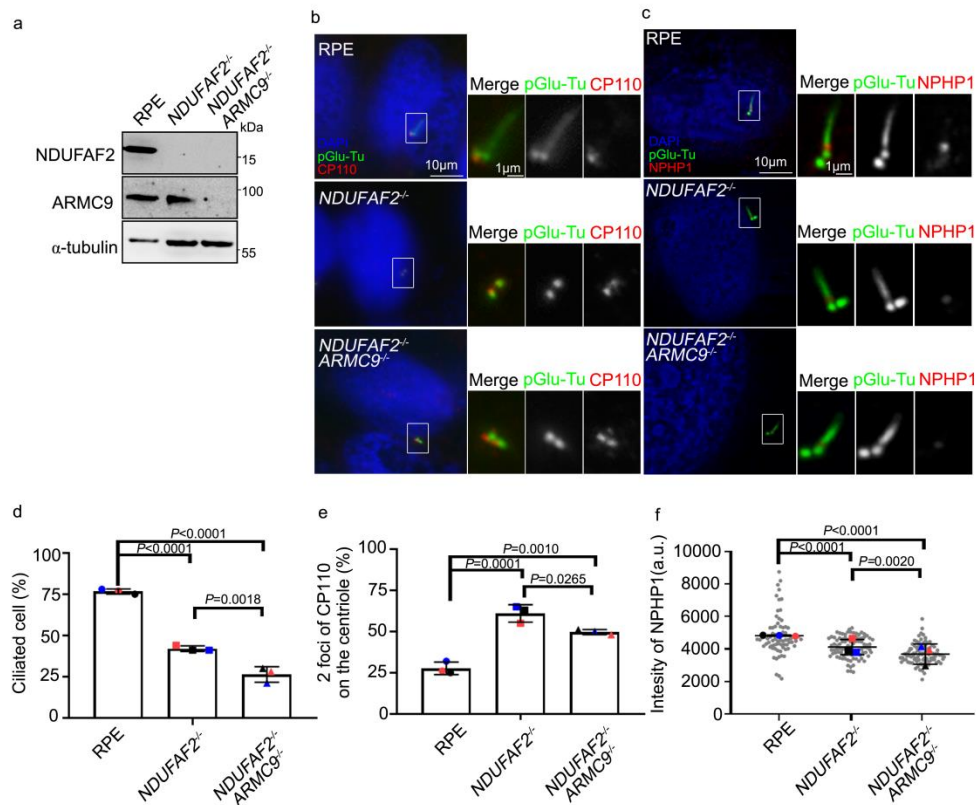 a
RPE
NDUFAF2-/-
NDUFAF2-/-
ARMC9-/-
kDa
NDUFAF2
15
ARMC9
100
α-tubulin
55
b
RPE
DAPI
pGlu-Tu
CP110
10μm
Merge pGlu-Tu CP110
1μm
NDUFAF2-/-
Merge pGlu-Tu CP110
NDUFAF2-/-
ARMC9-/-
Merge pGlu-Tu CP110
c
RPE
DAPI
pGlu-Tu
NPHP1
10μm
Merge pGlu-Tu NPHP1
1μm
NDUFAF2-/-
Merge pGlu-Tu NPHP1
NDUFAF2-/-
ARMC9-/-
Merge pGlu-Tu NPHP1
d
Ciliated cell (%)
75
50
25
0
P<0.0001
P<0.0001
P=0.0018
RPE
NDUFAF2-/-
NDUFAF2-/-
ARMC9-/-
e
2 foci of CP110
on the centriole (%)
100
75
50
25
0
P=0.0010
P=0.0001
P=0.0265
RPE
NDUFAF2-/-
NDUFAF2-/-
ARMC9-/-
f
Intesity of NPHP1(a.u.)
10000
8000
6000
4000
2000
0
P<0.0001
P<0.0001
P=0.0020
RPE
NDUFAF2-/-
NDUFAF2-/-
ARMC9-/-